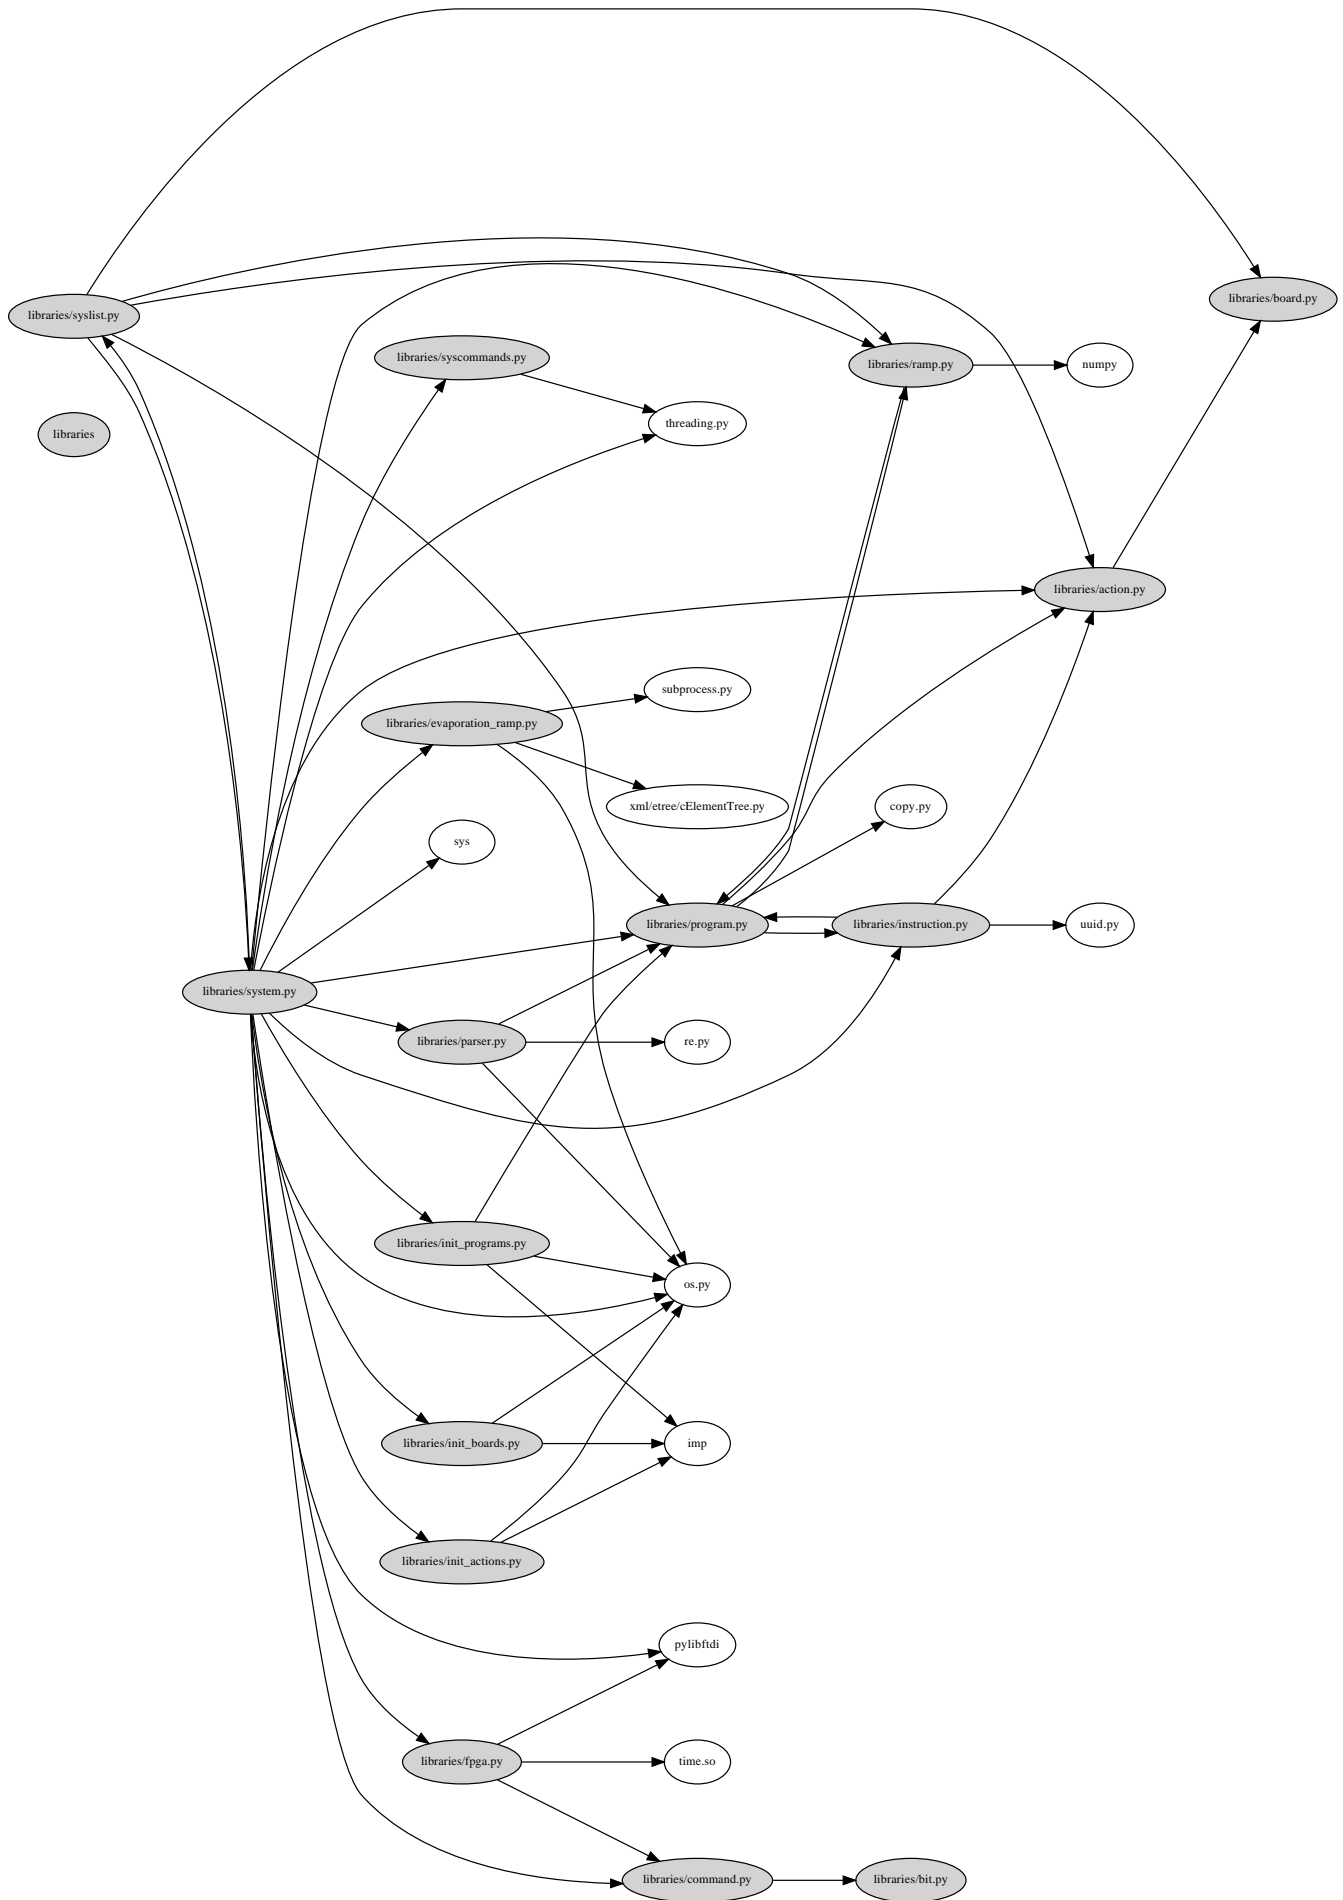 libraries/board.py
libraries/syslist.py
libraries/syscommands.py
libraries/ramp.py
numpy
threading.py
libraries
libraries/action.py
subprocess.py
libraries/evaporation_ramp.py
xml/etree/cElementTree.py
copy.py
sys
libraries/program.py
libraries/instruction.py
uuid.py
libraries/system.py
libraries/parser.py
re.py
libraries/init_programs.py
os.py
libraries/init_boards.py
imp
libraries/init_actions.py
pylibftdi
libraries/fpga.py
time.so
libraries/command.py
libraries/bit.py